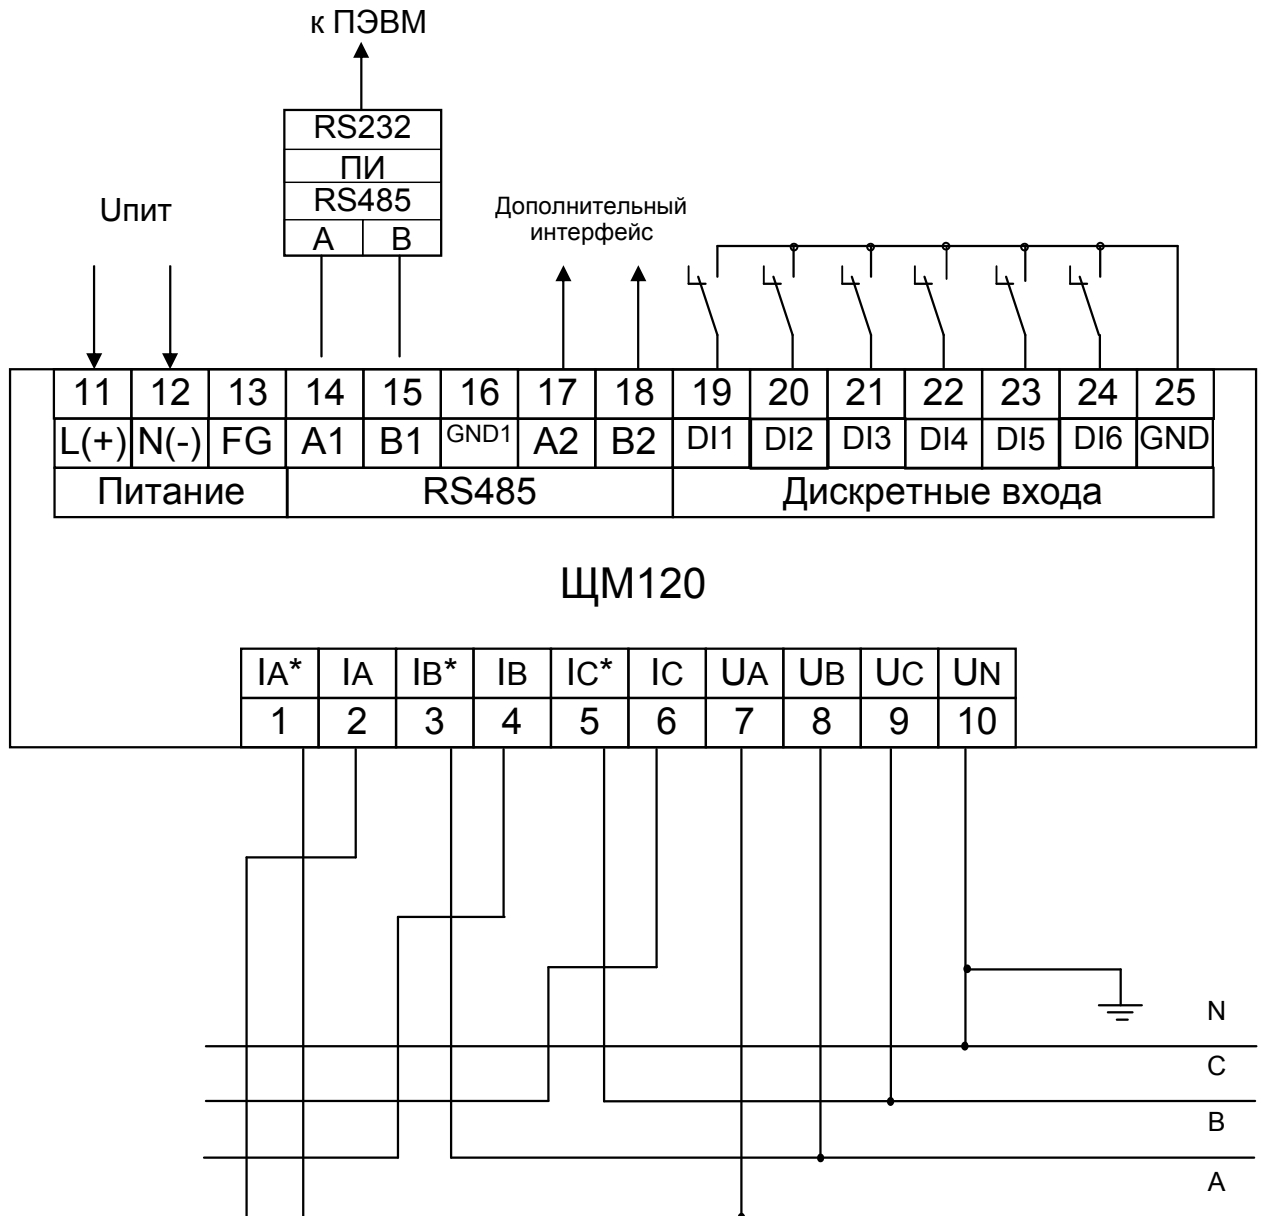 к ПЭВМ
RS232
ПИ
RS485
A B
Uпит
Дополнительный
интерфейс
11 12 13 14 15 16 17 18 19 20 21 22 23 24 25
L(+) N(-) FG A1 B1 GND1 A2 B2 DI1 DI2 DI3 DI4 DI5 DI6 GND
Питание RS485 Дискретные входа
ЩМ120
IA* IA IB* IB IC* IC UA UB UC UN
1 2 3 4 5 6 7 8 9 10
N
C
B
A